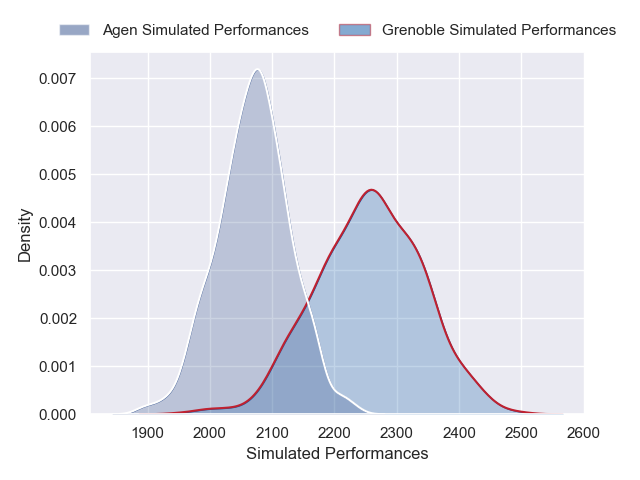 Agen Simulated Performances Grenoble Simulated Performances
0.007
0.006
0.005
0.004
0.003
0.002
0.001
0.000
Density
1900 2000 2100 2200 2300 2400 2500 2600
Simulated Performances